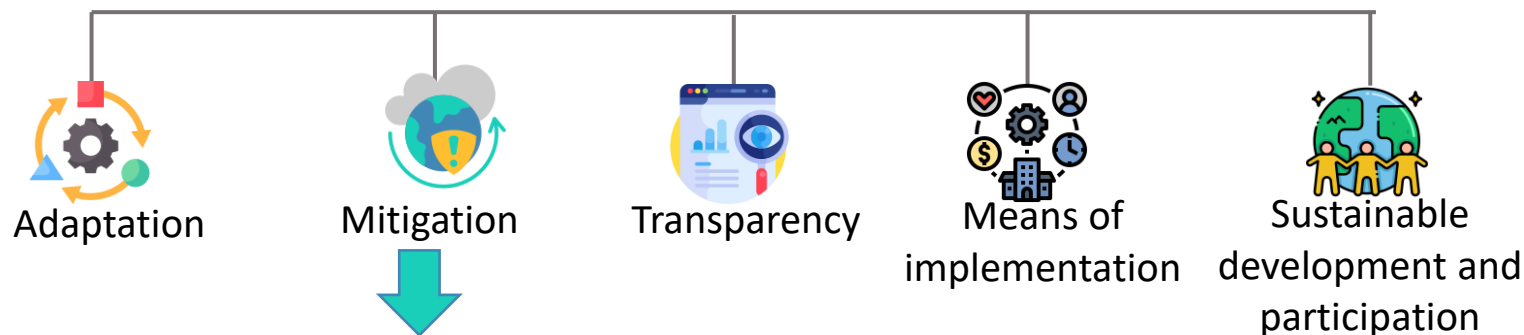 Adaptation
Mitigation
Transparency
Means of
implementation
Sustainable
development and
participation